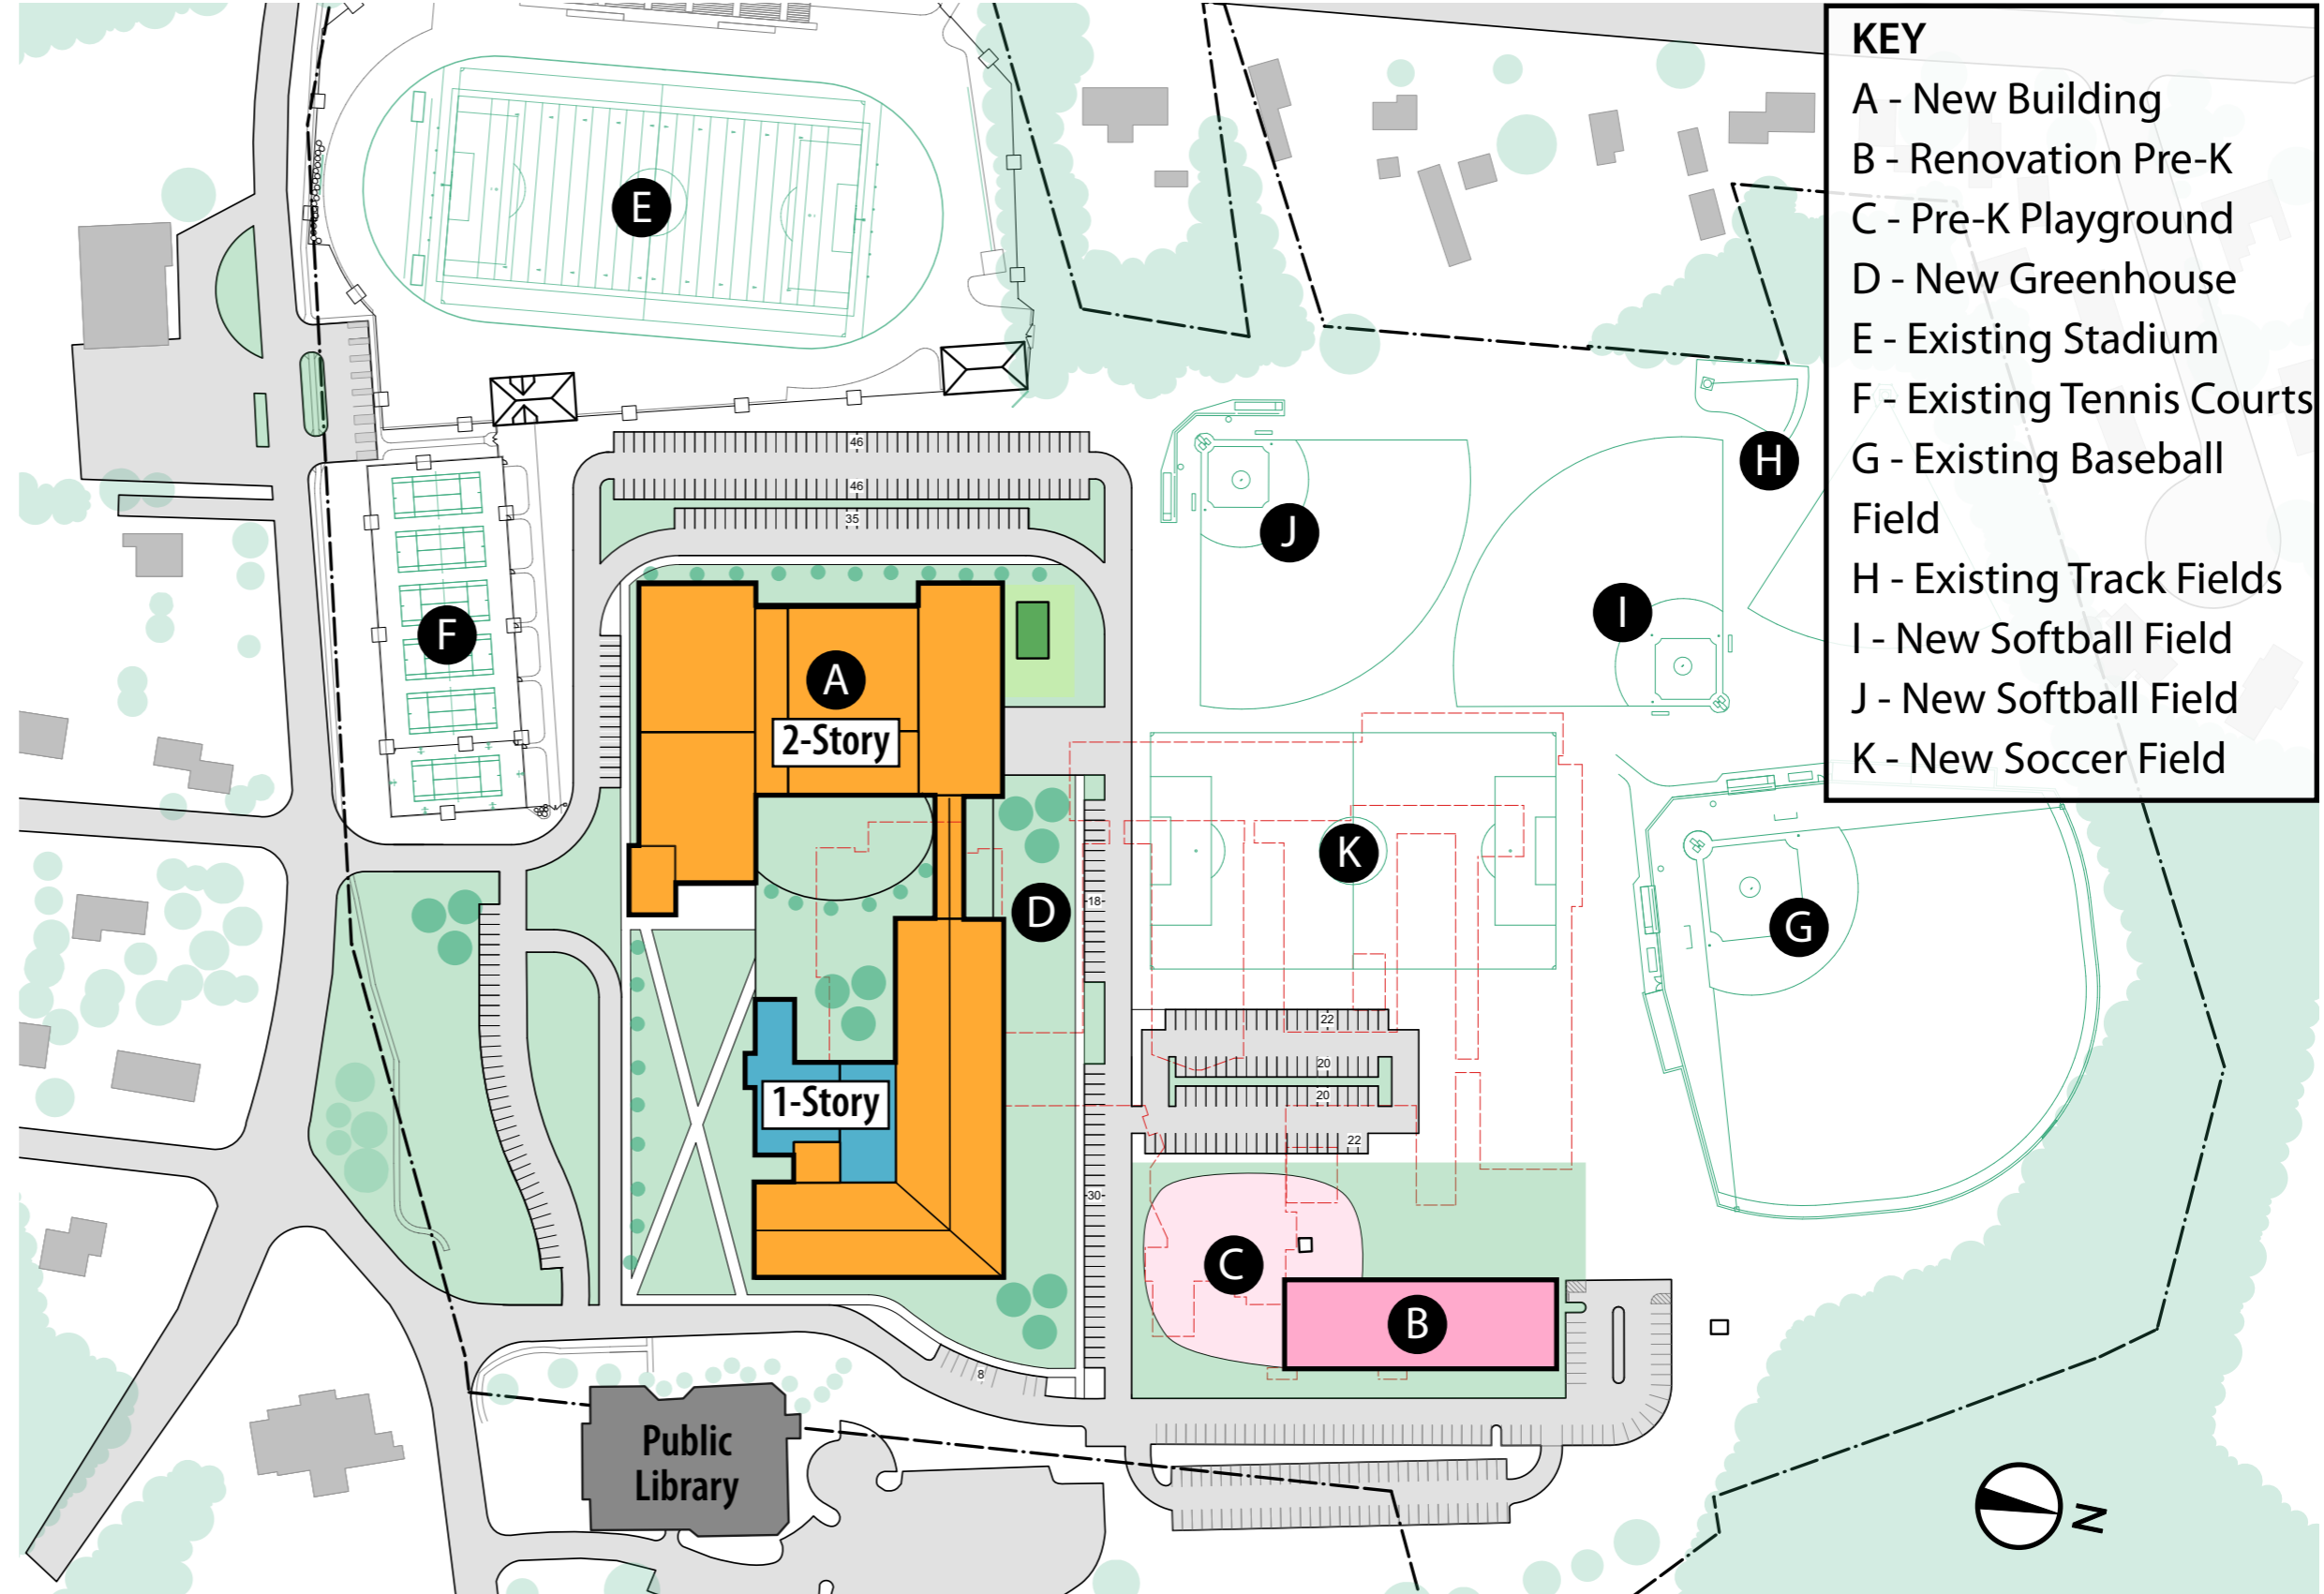 KEY
A - New Building
B - Renovation Pre-K
C - Pre-K Playground
D - New Greenhouse
E - Existing Stadium
F - Existing Tennis Courts
G - Existing Baseball
Field
H - Existing Track Fields
I - New Softball Field
J - New Softball Field
K - New Soccer Field
E
46
46
35
H
J
I
F
A
2-Story
K
18
D
G
22
20
1-Story
20
22
30
C
B
8
Public
Library
N